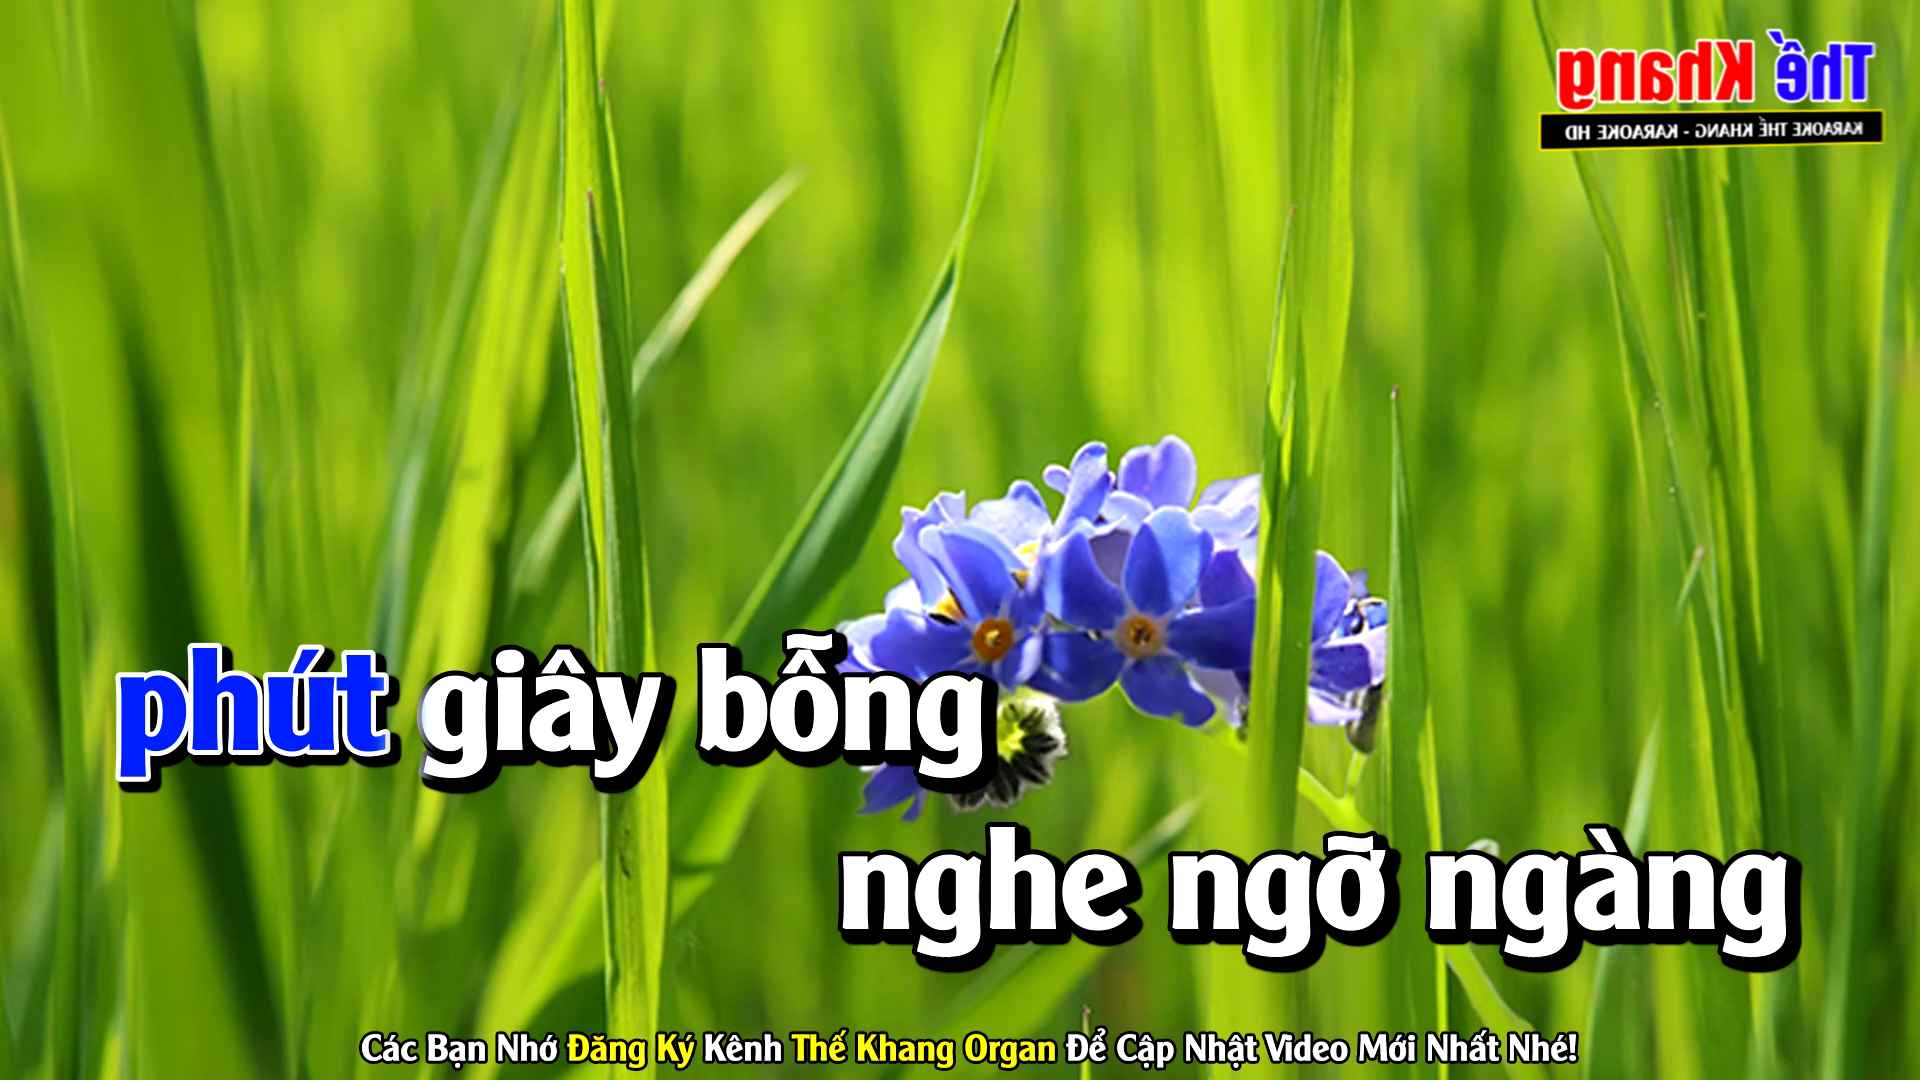 Thế Khang
KARAOKE THẾ KHANG - KARAOKE HD
phút giây bỗng
nghe ngỡ ngàng
Các Bạn Nhớ Đăng Ký Kênh Thế Khang Organ Để Cập Nhật Video Mới Nhất Nhé!